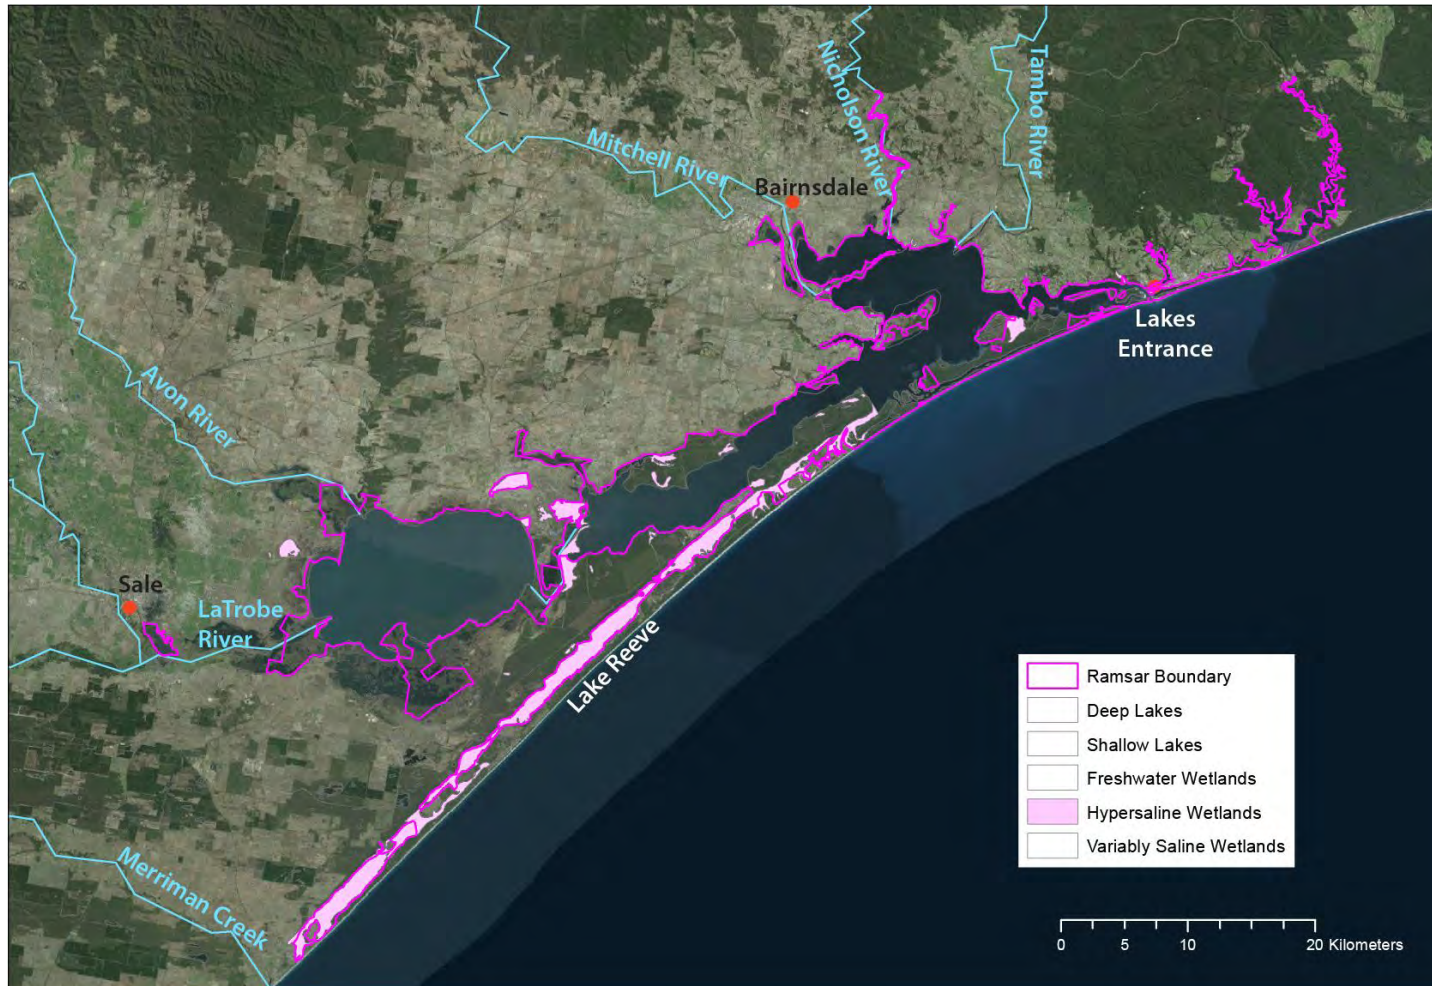 Nicholson River
Tambo River
Mitchell River
Bairnsdale
Lakes
Entrance
Avon River
Sale
LaTrobe
River
Lake Reeve
Merriman Creek
Ramsar Boundary
Deep Lakes
Shallow Lakes
Freshwater Wetlands
Hypersaline Wetlands
Variably Saline Wetlands
0 5 10 20 Kilometers